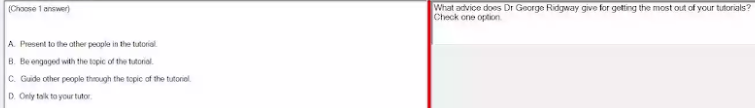 (Choose 1 answer)
A. Present to the other people in the tutorial.
B. Be engaged with the topic of the tutorial.
C. Guide other people through the topic of the tutorial.
D. Only talk to your tutor.
What advice does Dr George Ridgway give for getting the most out of your tutorials?
Check one option.